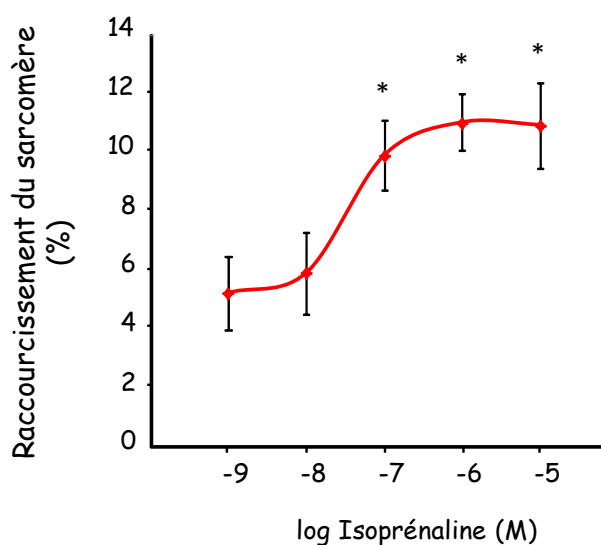 Raccourcissement du sarcomère
(%)
14
12
10
8
6
4
2
0
* * *
-9 -8 -7 -6 -5
log Isoprénaline (M)